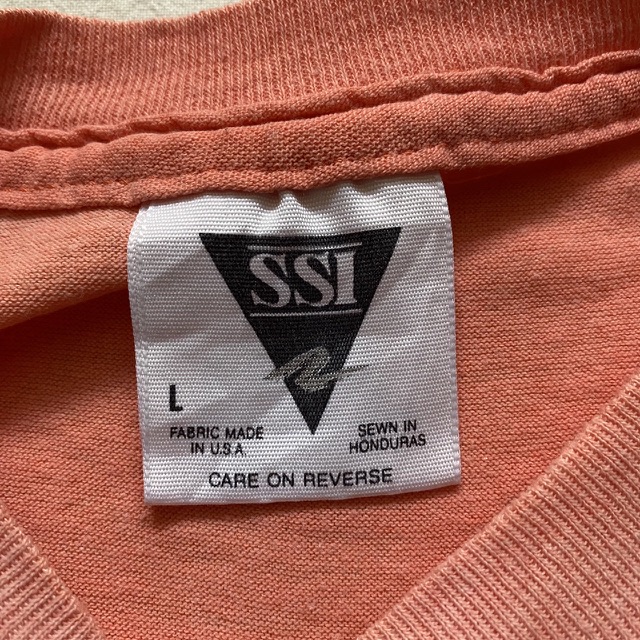 SSI
L
FABRIC MADE
IN U.S.A
SEWN IN
HONDURAS
CARE ON REVERSE